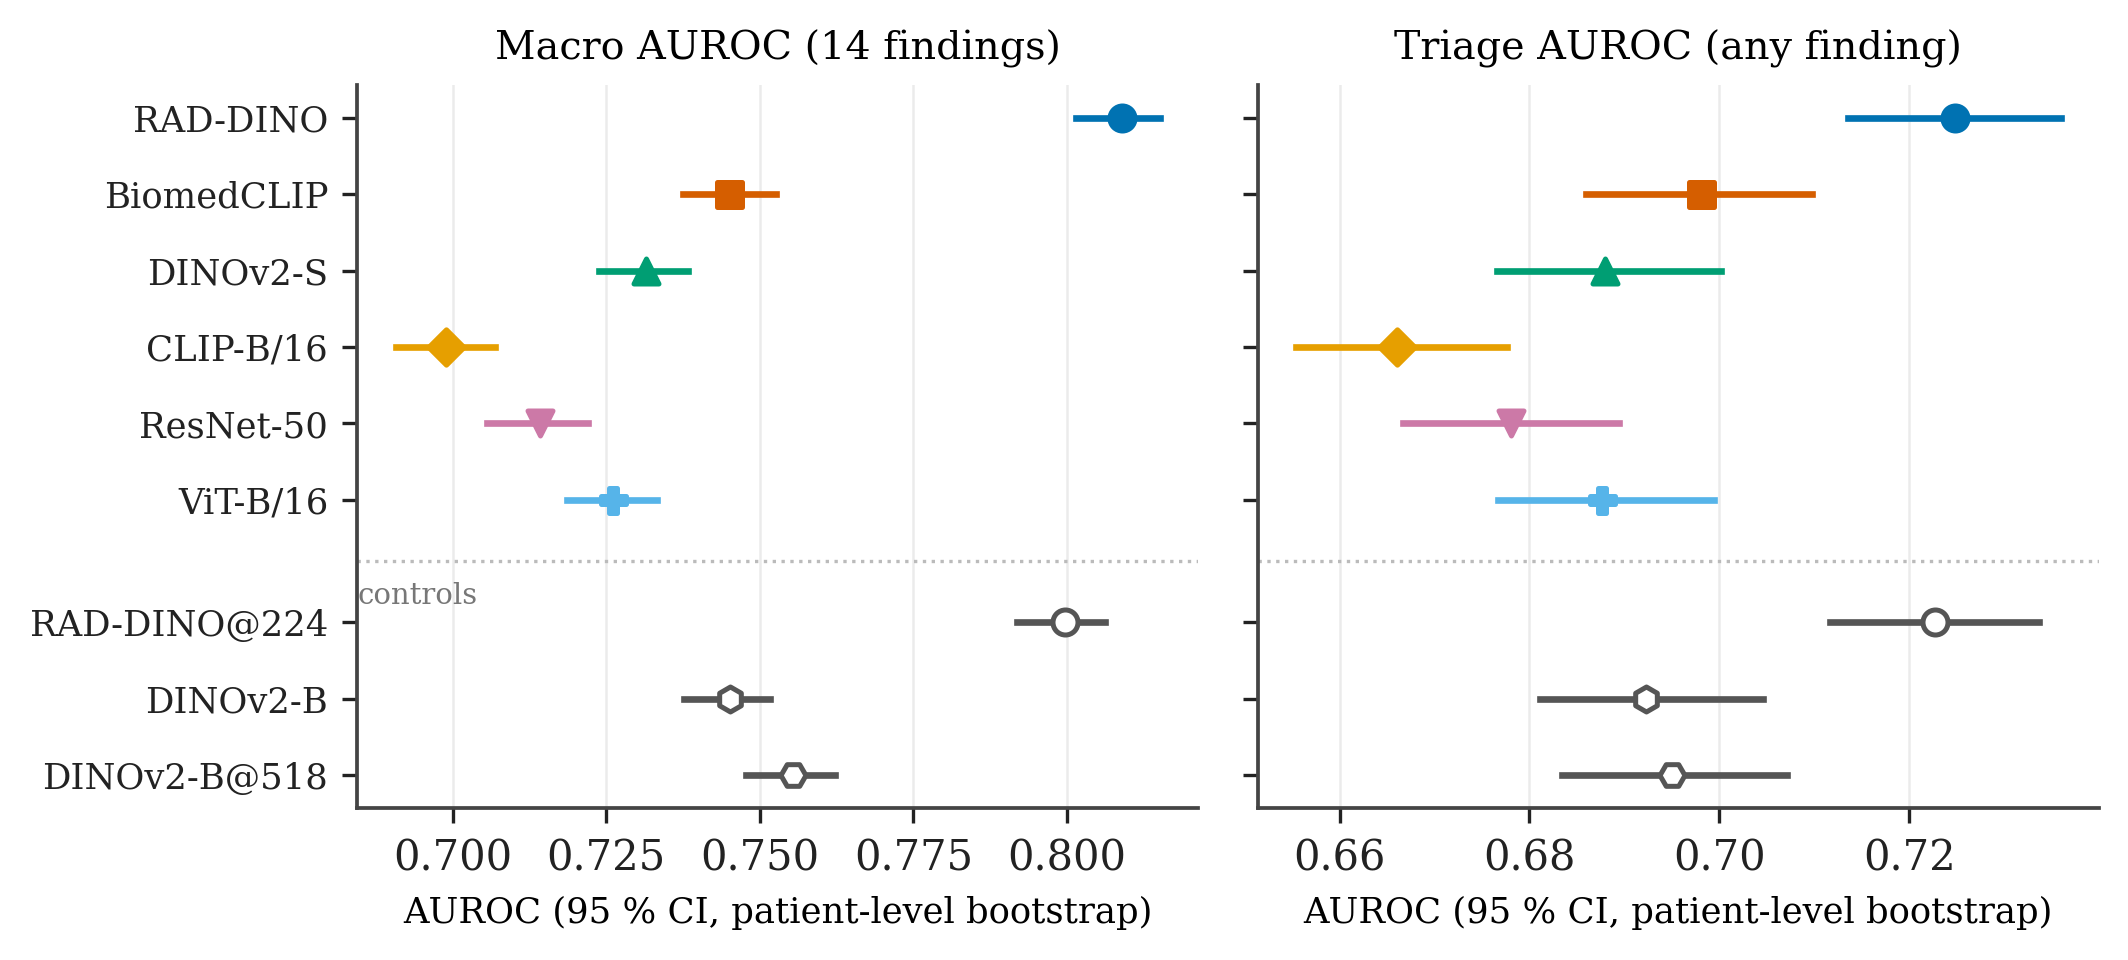 Macro AUROC (14 findings)
Triage AUROC (any finding)
RAD-DINO
BiomedCLIP
DINOv2-S
CLIP-B/16
ResNet-50
ViT-B/16
controls
RAD-DINO@224
DINOv2-B
DINOv2-B@518
0.700 0.725 0.750 0.775 0.800
0.66 0.68 0.70 0.72
AUROC (95 % CI, patient-level bootstrap)
AUROC (95 % CI, patient-level bootstrap)